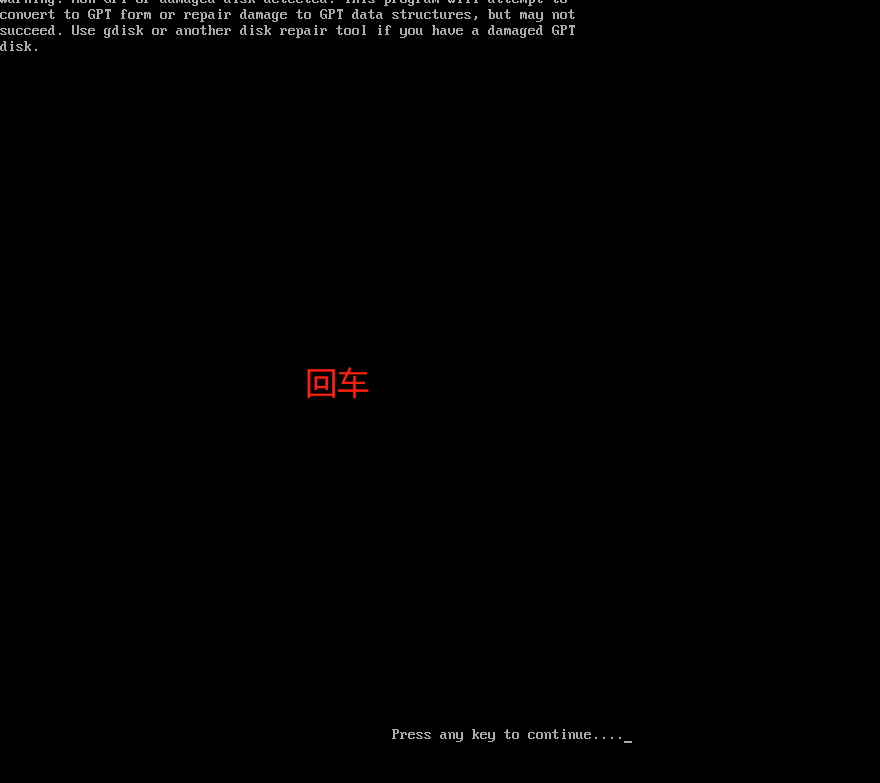 Warning! Non-GPT or damaged disk detected! This program will attempt to
convert to GPT form or repair damage to GPT data structures, but may not
succeed. Use gdisk or another disk repair tool if you have a damaged GPT
disk.
回车
Press any key to continue...._